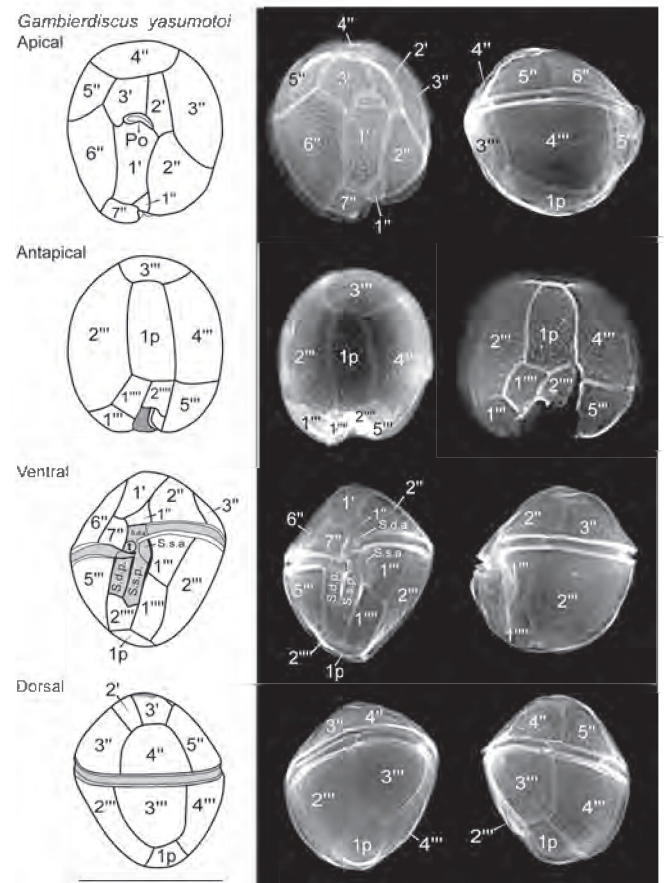 Gambierdiscus yasumotoi
Apical
4"
5" 3' 2' 3"
Po
6" 1' 2"
7" 1"
4"
5" 3' 2' 3"
6" 1' 2"
7" 1"
4" 5" 6"
3''' 4''' 5'''
1p
Antapical
3'''
2''' 1p 4'''
1'''' 2''''
1''' 5'''
3'''
2''' 1p 4'''
1''' 1'''' 2'''' 5'''
2''' 1p 4'''
1'''' 2''''
1''' 5'''
Ventral
1' 2" 3"
6" 7" 1"
S.d.a.
t S.s.a
5''' S.d.p. S.s.p. 1''' 2'''
2'''' 1''''
1p
1' 2"
6" 7" 1" S.d.a
S.s.a
5''' S.d.p. S.s.p. 1''' 2'''
1''''
2'''' 1p
2" 3"
1''' 2'''
1''''
Dorsal
2' 3'
3" 4" 5"
2''' 3''' 4'''
1p
3" 4"
2''' 3'''
1p 4'''
4" 5"
3''' 4'''
2''' 1p